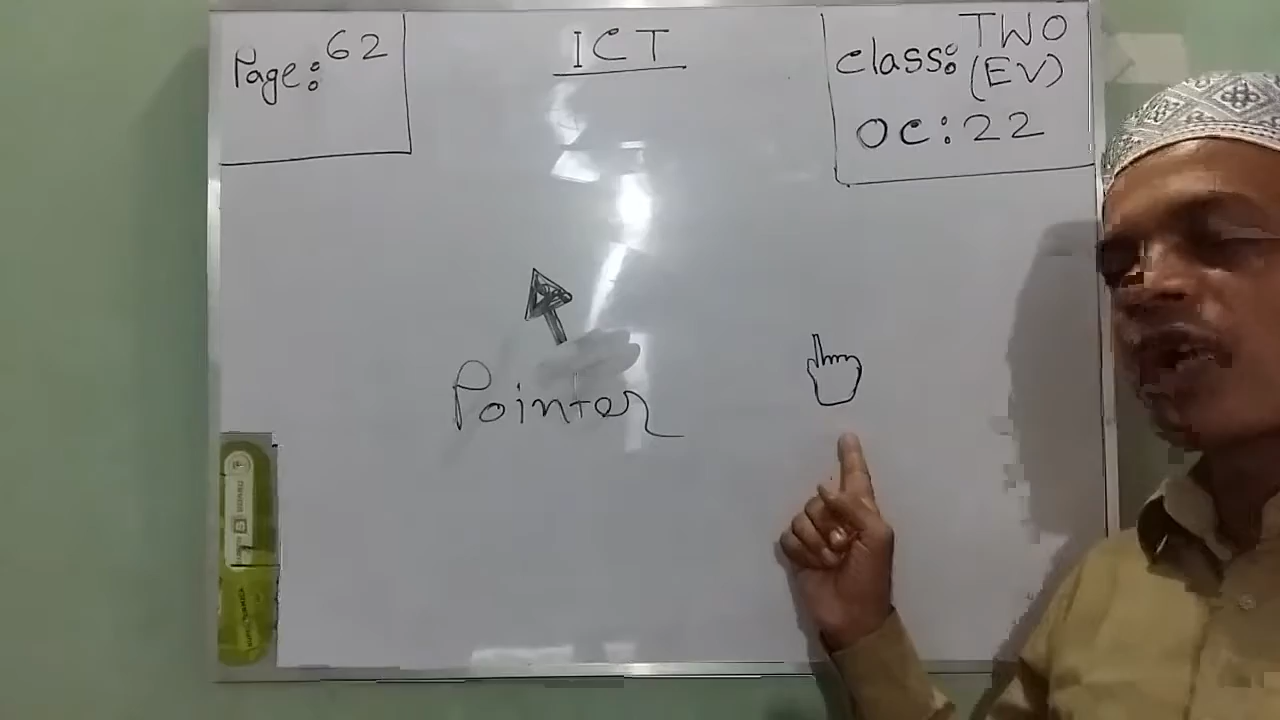 Page: 62
ICT
Class: TWO
(EV)
OC: 22
Pointer